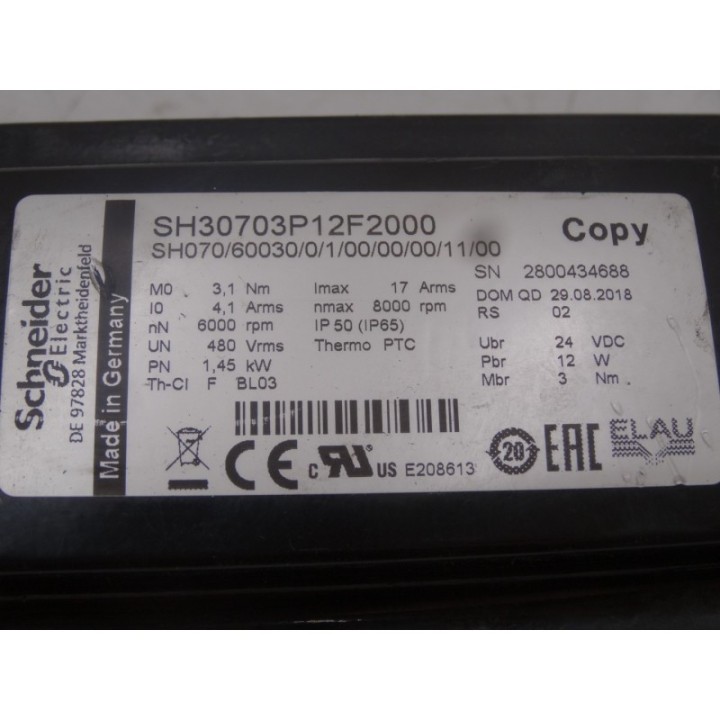 Schneider
Electric
DE 97828 Marktheidenfeld
Made in Germany
SH30703P12F2000
SH070/60030/0/1/00/00/00/11/00
Copy
SN 2800434688
DOM QD 29.08.2018
RS 02
M0 3,1 Nm Imax 17 Arms
I0 4,1 Arms nmax 8000 rpm
nN 6000 rpm IP 50 (IP65)
UN 480 Vrms Thermo PTC
PN 1,45 kW
Th-Cl F BL03
Ubr 24 VDC
Pbr 12 W
Mbr 3 Nm
CE c RU US E208613
20
EAC
ELAU